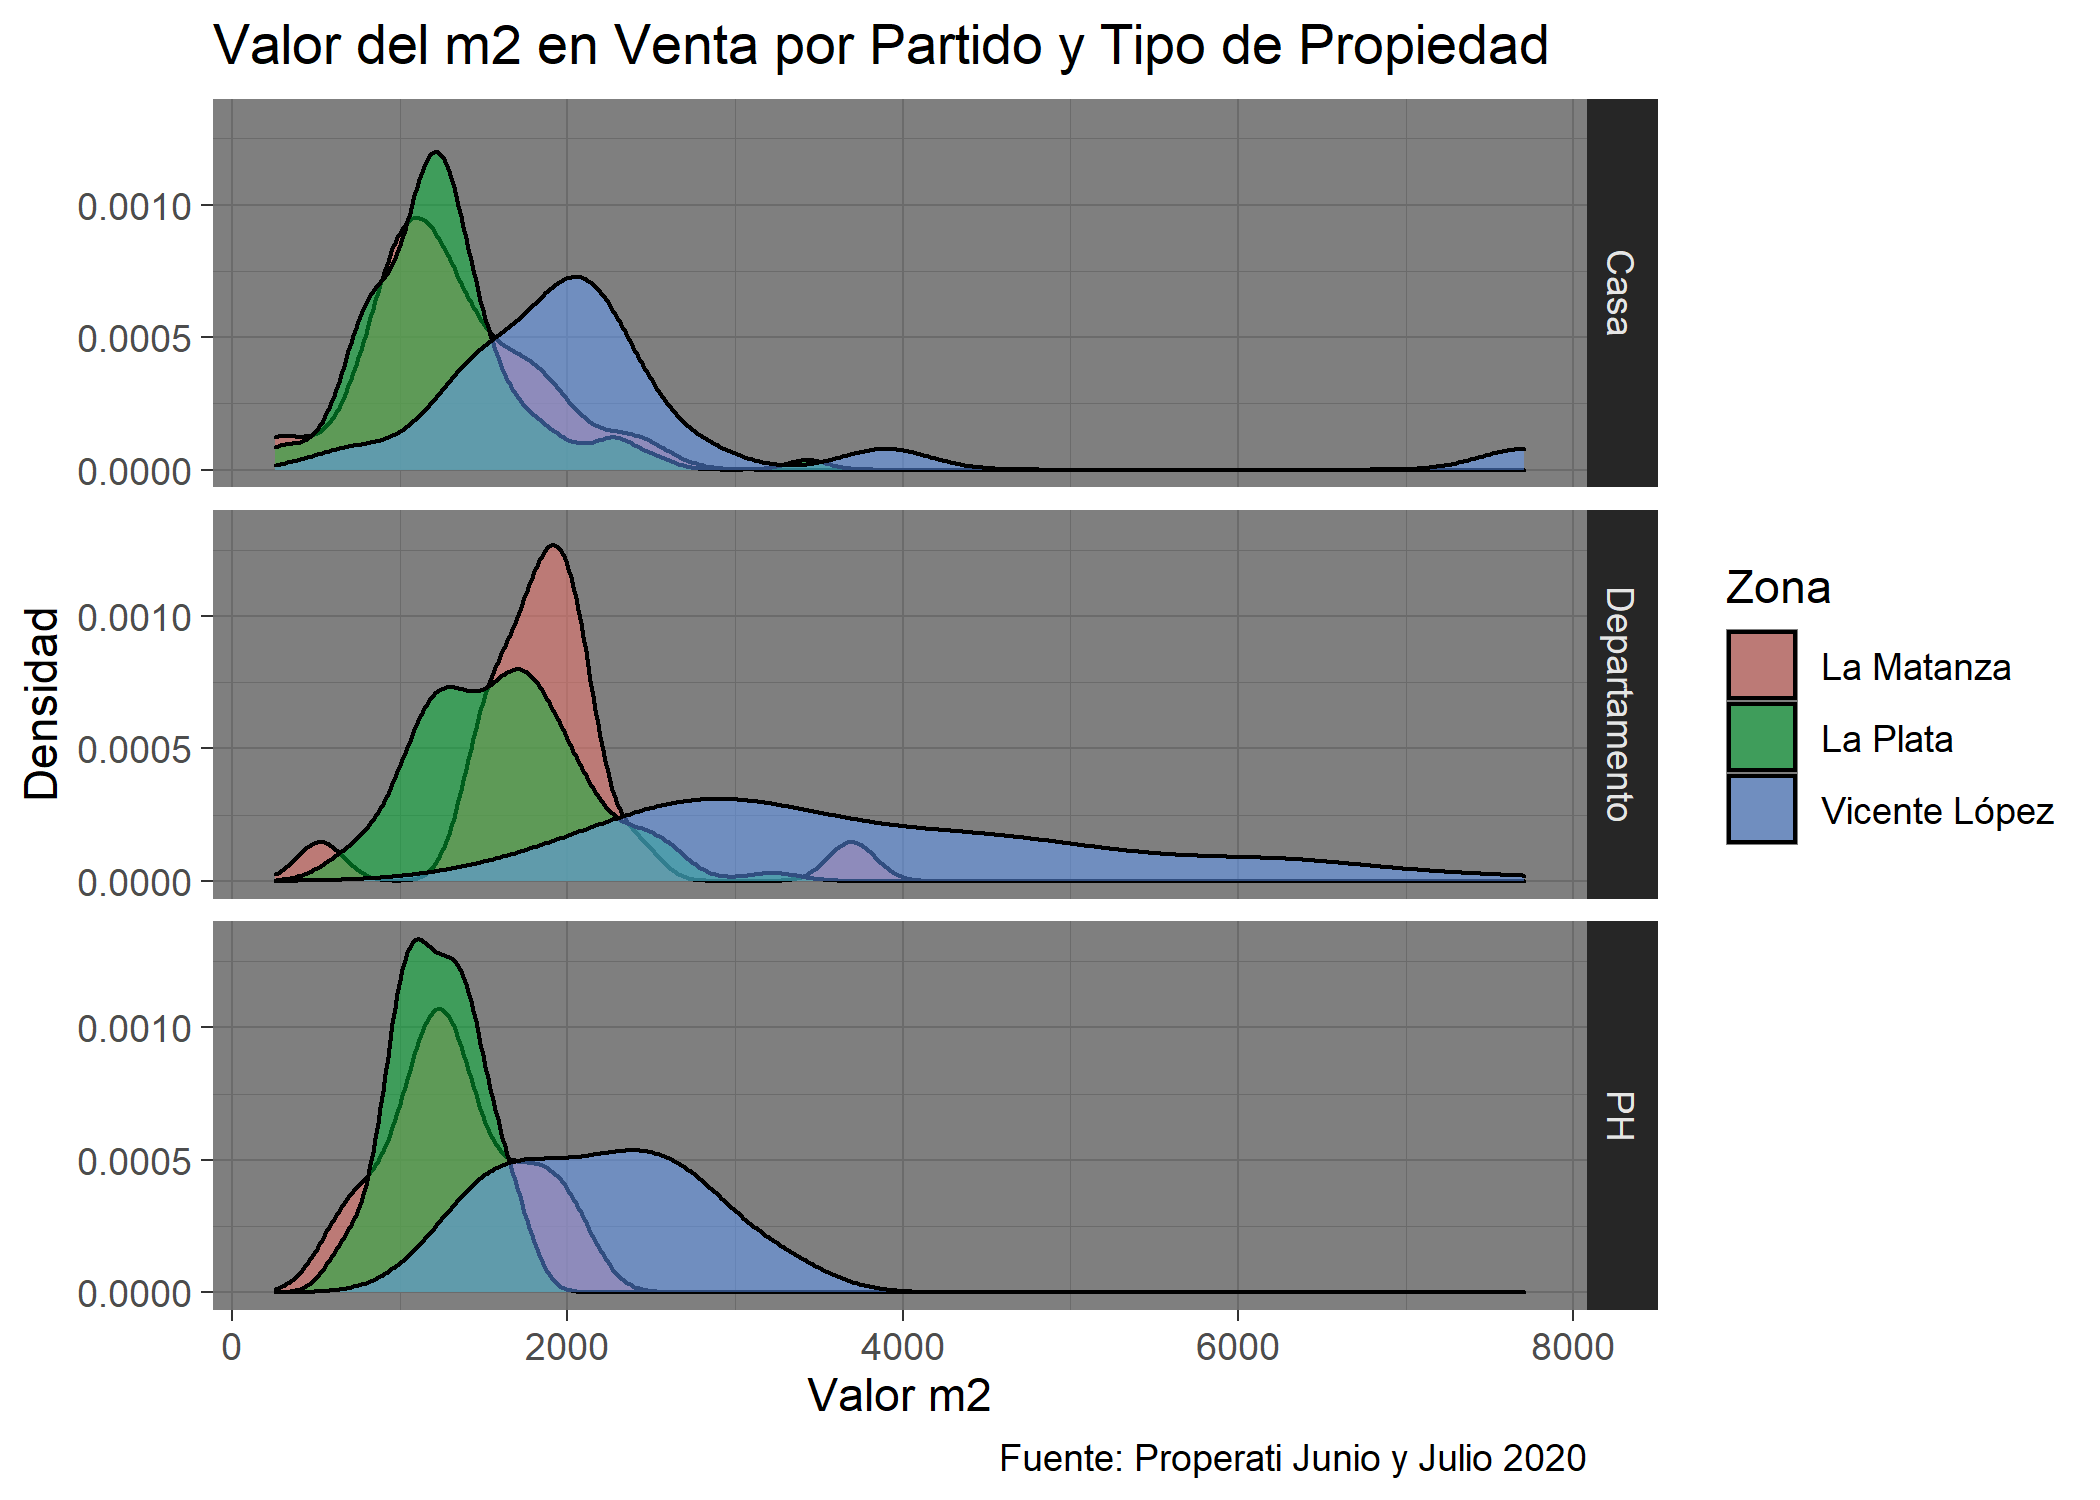 Valor del m2 en Venta por Partido y Tipo de Propiedad
Densidad
0.0010
0.0005
0.0000
Casa
0.0010
0.0005
0.0000
Departamento
0.0010
0.0005
0.0000
PH
0 2000 4000 6000 8000
Valor m2
Zona
La Matanza
La Plata
Vicente López
Fuente: Properati Junio y Julio 2020